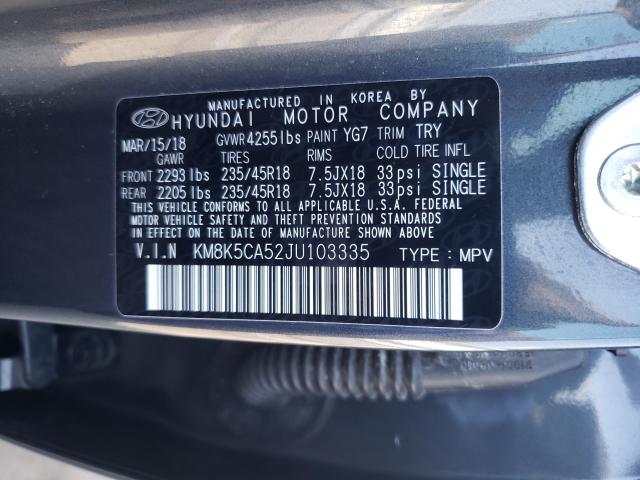 MANUFACTURED IN KOREA BY
HYUNDAI MOTOR COMPANY
MAR/15/18 GVWR 4255lbs PAINT YG7 TRIM TRY
GAWR TIRES RIMS COLD TIRE INFL
FRONT 2293lbs 235/45R18 7.5JX18 33psi SINGLE
REAR 2205lbs 235/45R18 7.5JX18 33psi SINGLE
THIS VEHICLE CONFORMS TO ALL APPLICABLE U.S.A. FEDERAL
MOTOR VEHICLE SAFETY, BUMPER, AND THEFT PREVENTION STANDARDS
IN EFFECT ON THE DATE OF MANUFACTURE SHOWN ABOVE.
V.I.N KM8K5CA52JU103335 TYPE : MPV